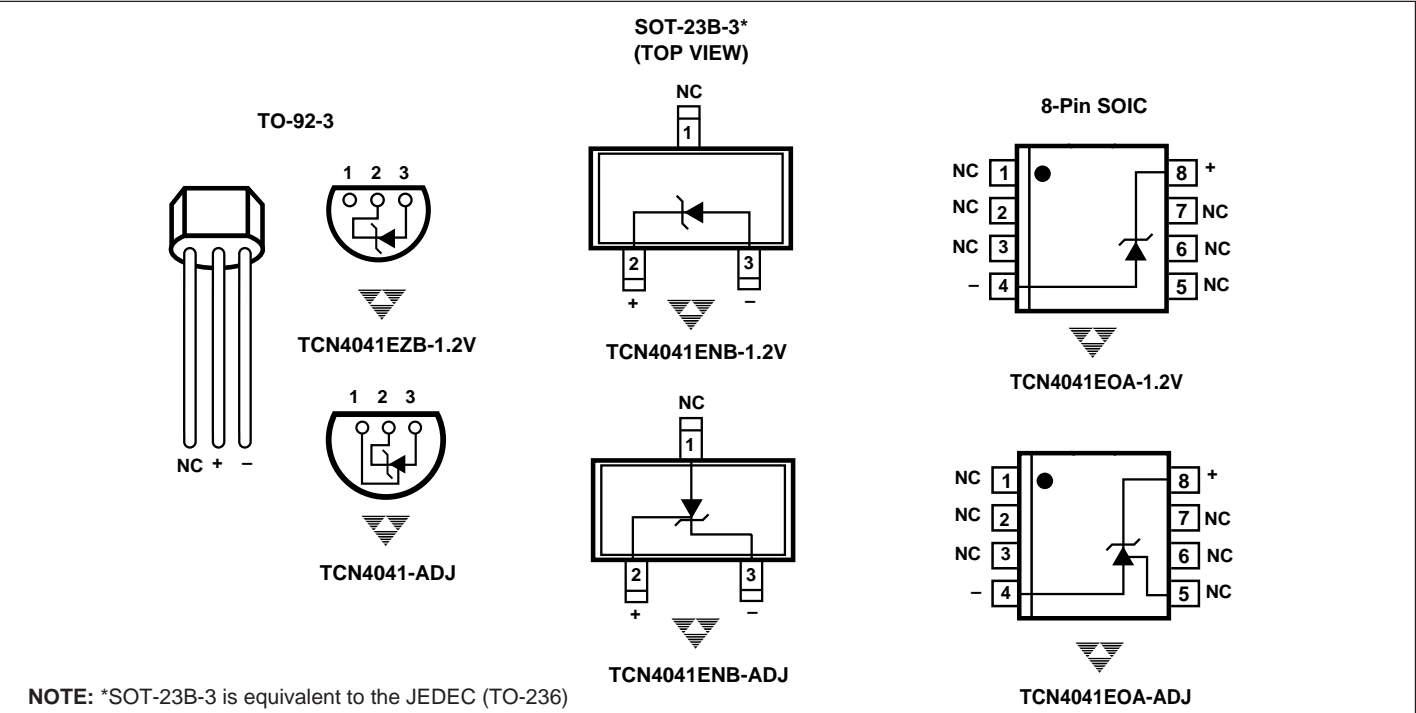 SOT-23B-3*
(TOP VIEW)
TO-92-3
8-Pin SOIC
NC
1
2 3
+ –
TCN4041ENB-1.2V
1 2 3
TCN4041EZB-1.2V
NC 1
NC 2
NC 3
– 4
8 +
7 NC
6 NC
5 NC
TCN4041EOA-1.2V
NC + –
1 2 3
TCN4041-ADJ
NC
1
2 3
+ –
TCN4041ENB-ADJ
NC 1
NC 2
NC 3
– 4
8 +
7 NC
6 NC
5 NC
TCN4041EOA-ADJ
NOTE: *SOT-23B-3 is equivalent to the JEDEC (TO-236)